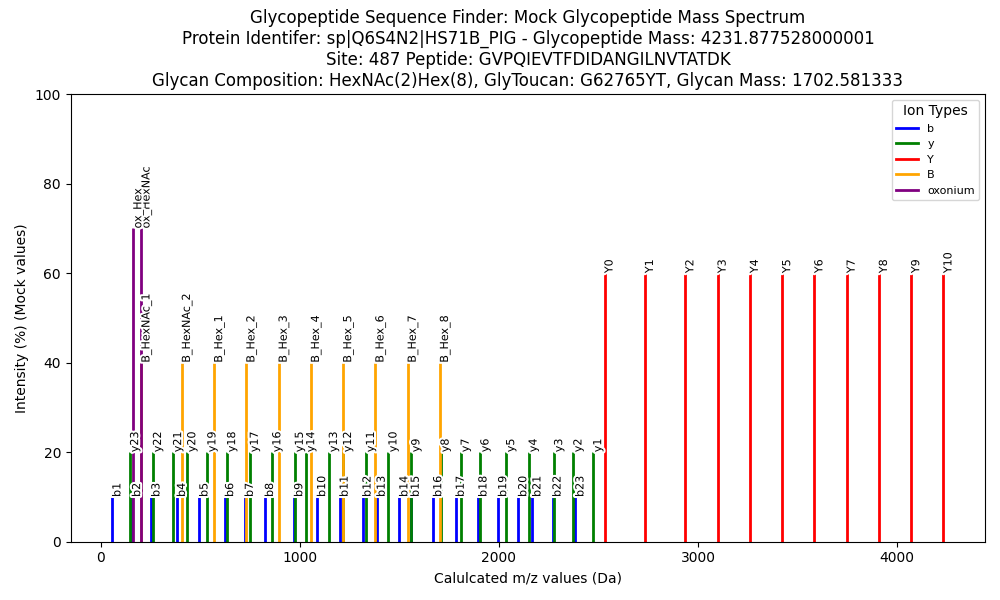 Glycopeptide Sequence Finder: Mock Glycopeptide Mass Spectrum
Protein Identifer: sp|Q6S4N2|HS71B_PIG - Glycopeptide Mass: 4231.877528000001
Site: 487 Peptide: GVPQIEVTFDIDANGILNVTATDK
Glycan Composition: HexNAc(2)Hex(8), GlyToucan: G62765YT, Glycan Mass: 1702.581333
Intensity (%) (Mock values)
100
80
60
40
20
0
Ion Types
b
y
Y
B
oxonium
ox_Hex
ox_HexNAc
Y0
Y1
Y2
Y3
Y4
Y5
Y6
Y7
Y8
Y9
Y10
B_HexNAc_1
B_HexNAc_2
B_Hex_1
B_Hex_2
B_Hex_3
B_Hex_4
B_Hex_5
B_Hex_6
B_Hex_7
B_Hex_8
y23
y22
y21
y20
y19
y18
y17
y16
y15
y14
y13
y12
y11
y10
y9
y8
y7
y6
y5
y4
y3
y2
y1
b1
b2
b3
b4
b5
b6
b7
b8
b9
b10
b11
b12
b13
b14
b15
b16
b17
b18
b19
b20
b21
b22
b23
0
1000
2000
3000
4000
Calulcated m/z values (Da)